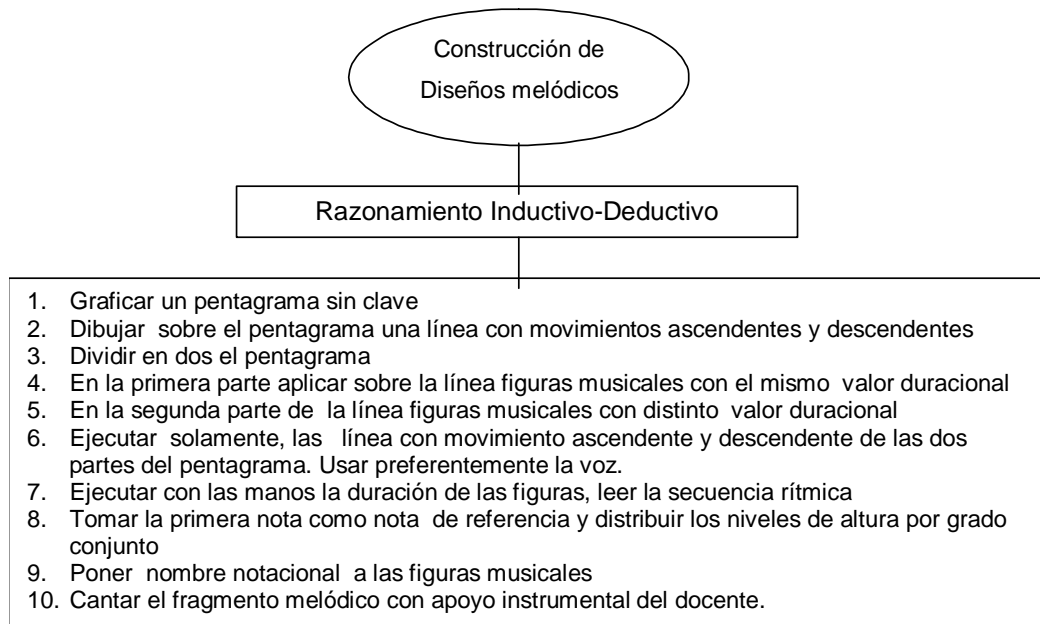 Construcción de
Diseños melódicos
Razonamiento Inductivo-Deductivo
1. Graficar un pentagrama sin clave
2. Dibujar sobre el pentagrama una línea con movimientos ascendentes y descendentes
3. Dividir en dos el pentagrama
4. En la primera parte aplicar sobre la línea figuras musicales con el mismo valor duracional
5. En la segunda parte de la línea figuras musicales con distinto valor duracional
6. Ejecutar solamente, las línea con movimiento ascendente y descendente de las dos
partes del pentagrama. Usar preferentemente la voz.
7. Ejecutar con las manos la duración de las figuras, leer la secuencia rítmica
8. Tomar la primera nota como nota de referencia y distribuir los niveles de altura por grado
conjunto
9. Poner nombre notacional a las figuras musicales
10. Cantar el fragmento melódico con apoyo instrumental del docente.